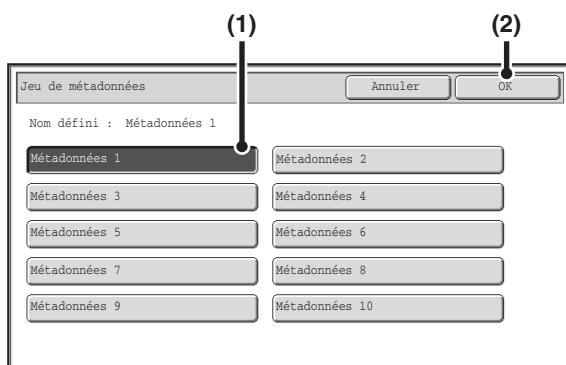 (1) (2)
Jeu de métadonnées Annuler OK
Nom défini : Métadonnées 1
Métadonnées 1 Métadonnées 2
Métadonnées 3 Métadonnées 4
Métadonnées 5 Métadonnées 6
Métadonnées 7 Métadonnées 8
Métadonnées 9 Métadonnées 10